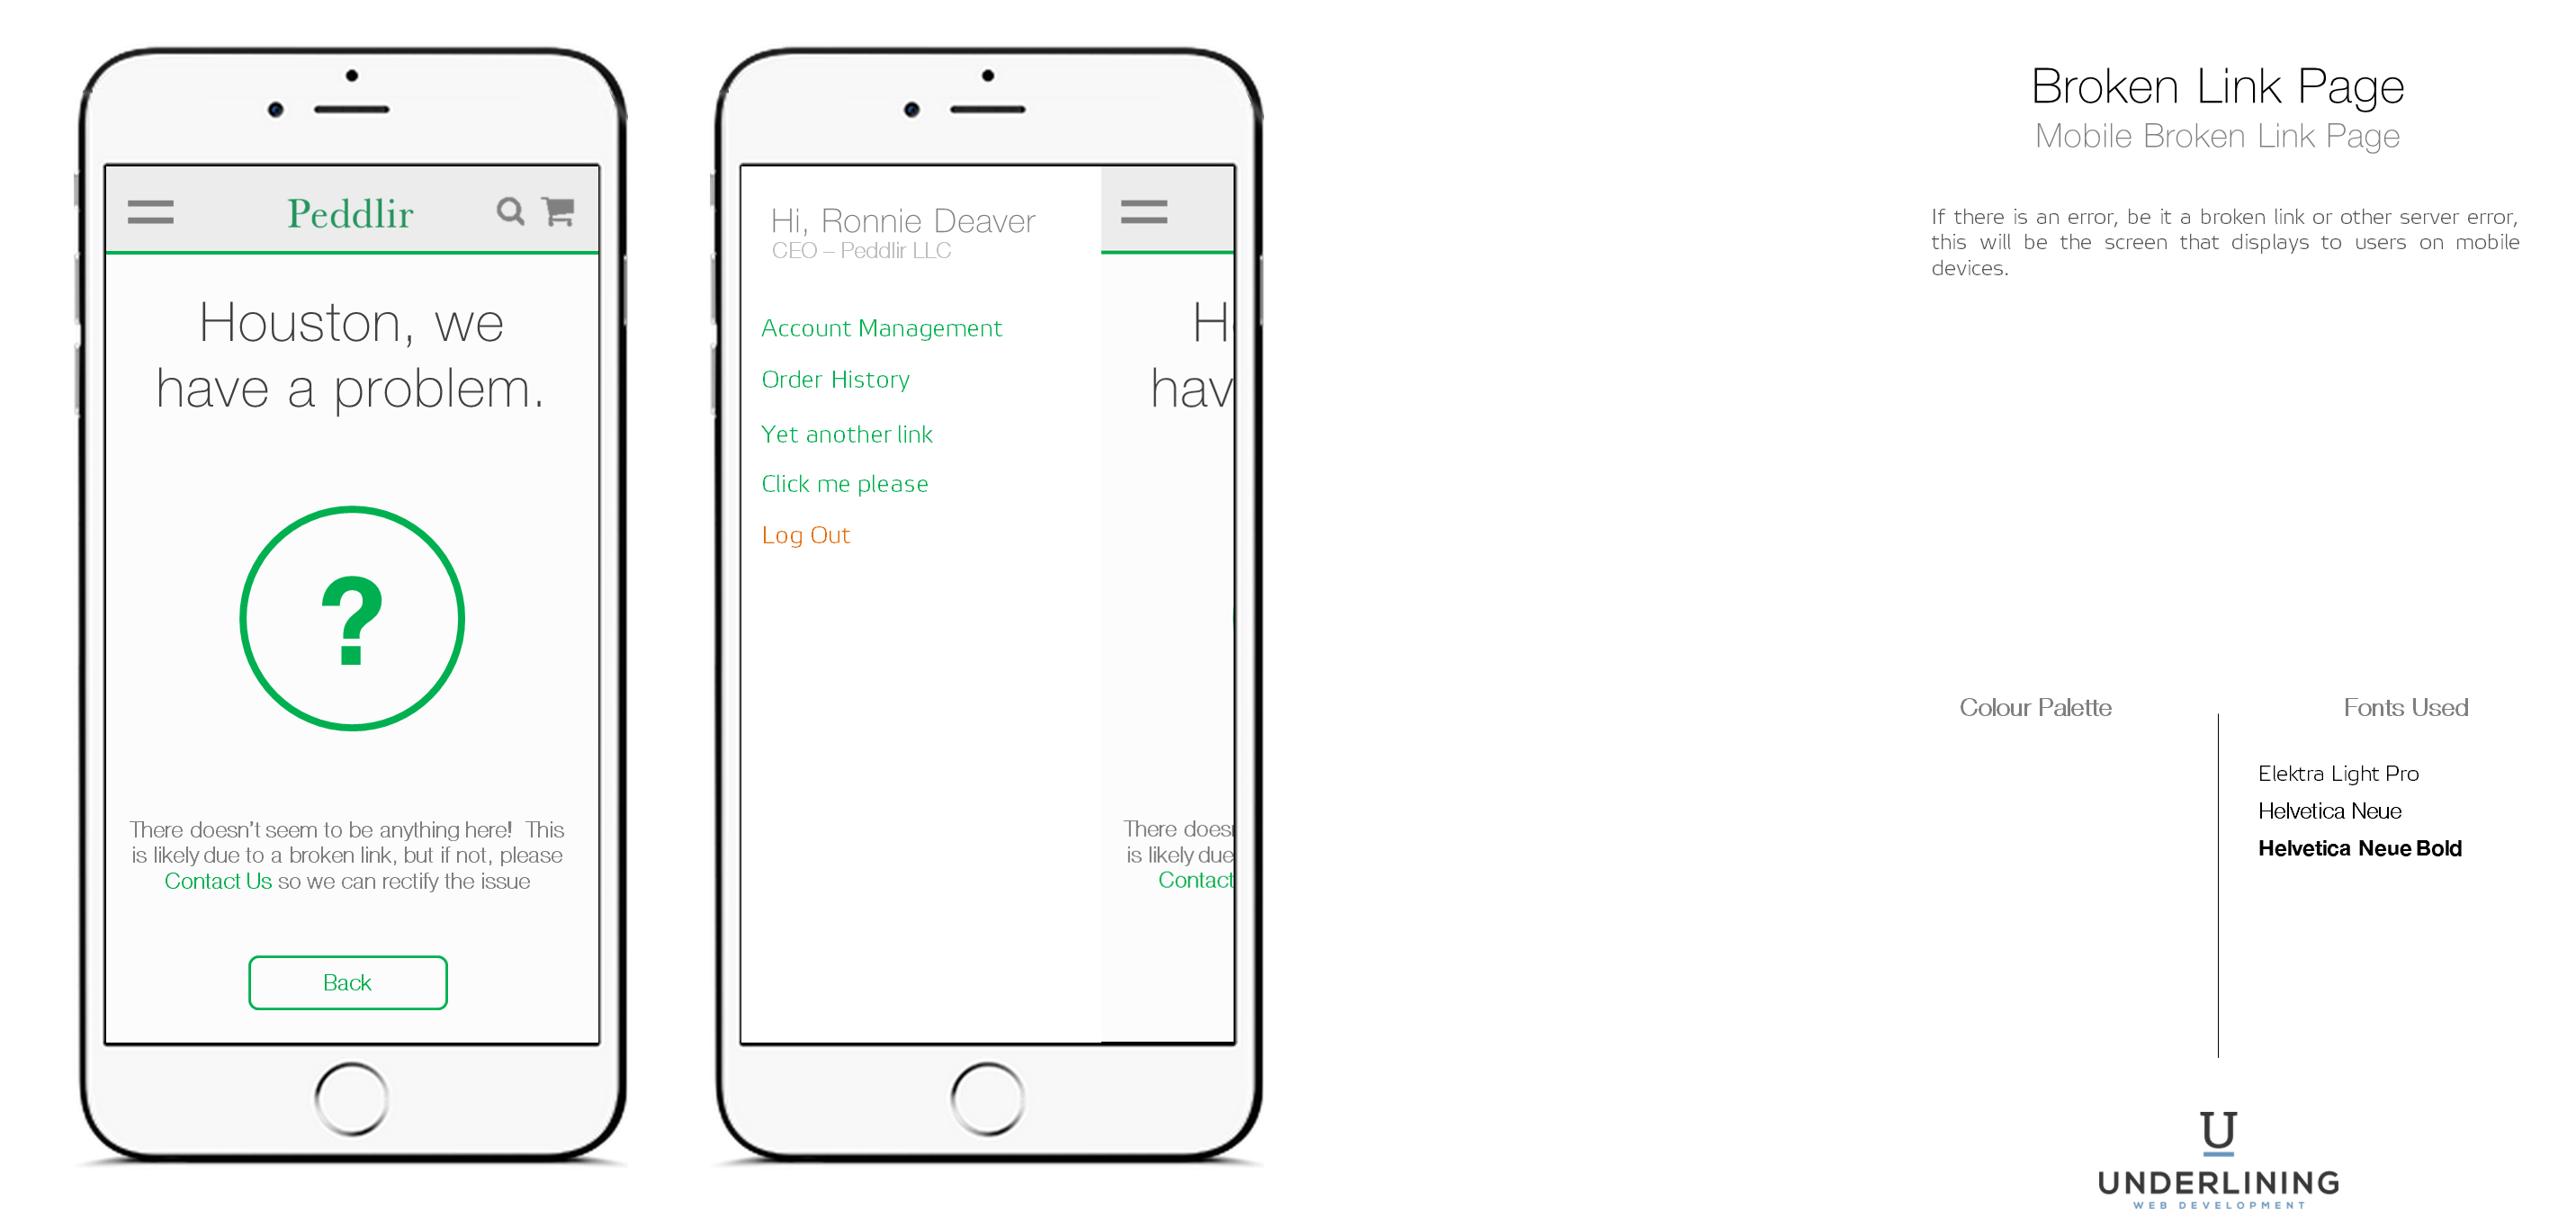 Peddlir
Houston, we
have a problem.
?
There doesn't seem to be anything here!  This
is likely due to a broken link, but if not, please
Contact Us so we can rectify the issue
Back
Hi, Ronnie Deaver
CEO – Peddlir LLC
Account Management
Order History
Yet another link
Click me please
Log Out
H
hav
There does
is likely due
Contact
Broken Link Page
Mobile Broken Link Page
If there is an error, be it a broken link or other server error,
this will be the screen that displays to users on mobile
devices.
Colour Palette
Fonts Used
Elektra Light Pro
Helvetica Neue
Helvetica Neue Bold
U
UNDERLINING
WEB DEVELOPMENT